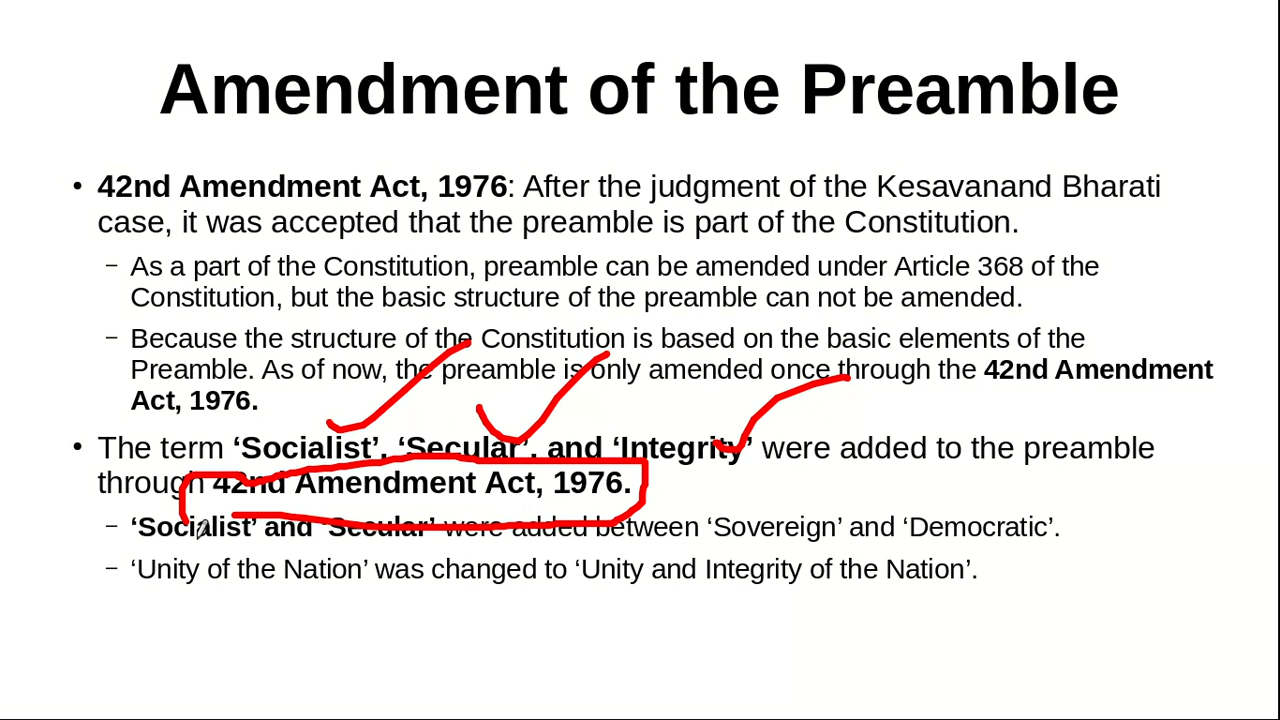 Amendment of the Preamble
• 42nd Amendment Act, 1976: After the judgment of the Kesavanand Bharati
case, it was accepted that the preamble is part of the Constitution.
– As a part of the Constitution, preamble can be amended under Article 368 of the
Constitution, but the basic structure of the preamble can not be amended.
– Because the structure of the Constitution is based on the basic elements of the
Preamble. As of now, the preamble is only amended once through the 42nd Amendment
Act, 1976.
• The term ‘Socialist’, ‘Secular’, and ‘Integrity’ were added to the preamble
through 42nd Amendment Act, 1976.
– ‘Socialist’ and ‘Secular’ were added between ‘Sovereign’ and ‘Democratic’.
– ‘Unity of the Nation’ was changed to ‘Unity and Integrity of the Nation’.